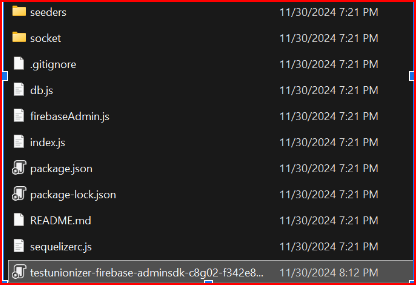 seeders 11/30/2024 7:21 PM
socket 11/30/2024 7:21 PM
.gitignore 11/30/2024 7:21 PM
db.js 11/30/2024 7:21 PM
firebaseAdmin.js 11/30/2024 7:21 PM
index.js 11/30/2024 7:21 PM
package.json 11/30/2024 7:21 PM
package-lock.json 11/30/2024 7:21 PM
README.md 11/30/2024 7:21 PM
sequelizerc.js 11/30/2024 7:21 PM
testunionizer-firebase-adminsdk-c8g02-f342e8... 11/30/2024 8:12 PM